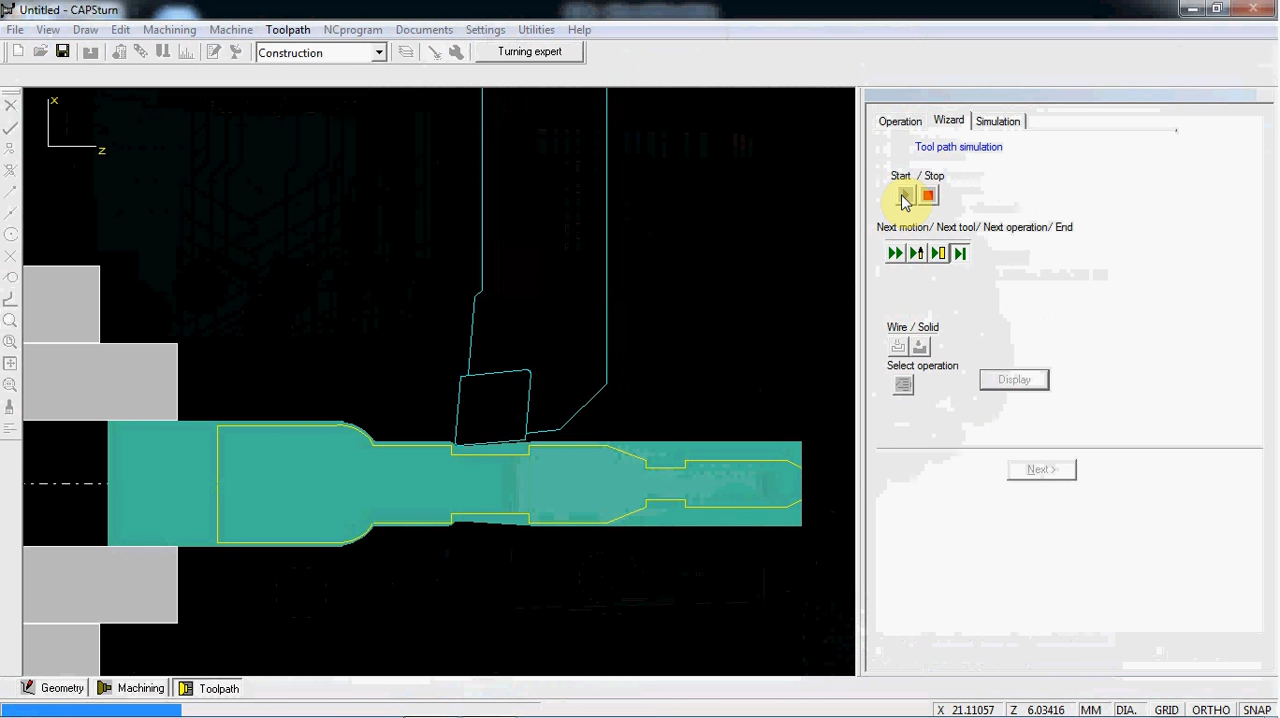 Untitled - CAPSturn
File View Draw Edit Machining Machine Toolpath NCprogram Documents Settings Utilities Help
Construction Turning expert
X
Z
Operation Wizard Simulation
Tool path simulation
Start / Stop
Next motion/ Next tool/ Next operation/ End
Wire / Solid
Select operation
Display
Next >
Geometry Machining Toolpath
X 21.11057 Z 6.03416 MM DIA. GRID ORTHO SNAP